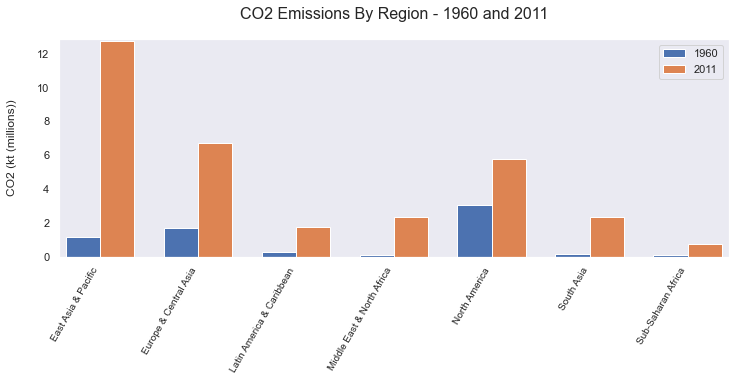 CO2 Emissions By Region - 1960 and 2011
CO2 (kt (millions))
12
10
8
6
4
2
0
1960
2011
East Asia & Pacific
Europe & Central Asia
Latin America & Caribbean
Middle East & North Africa
North America
South Asia
Sub-Saharan Africa